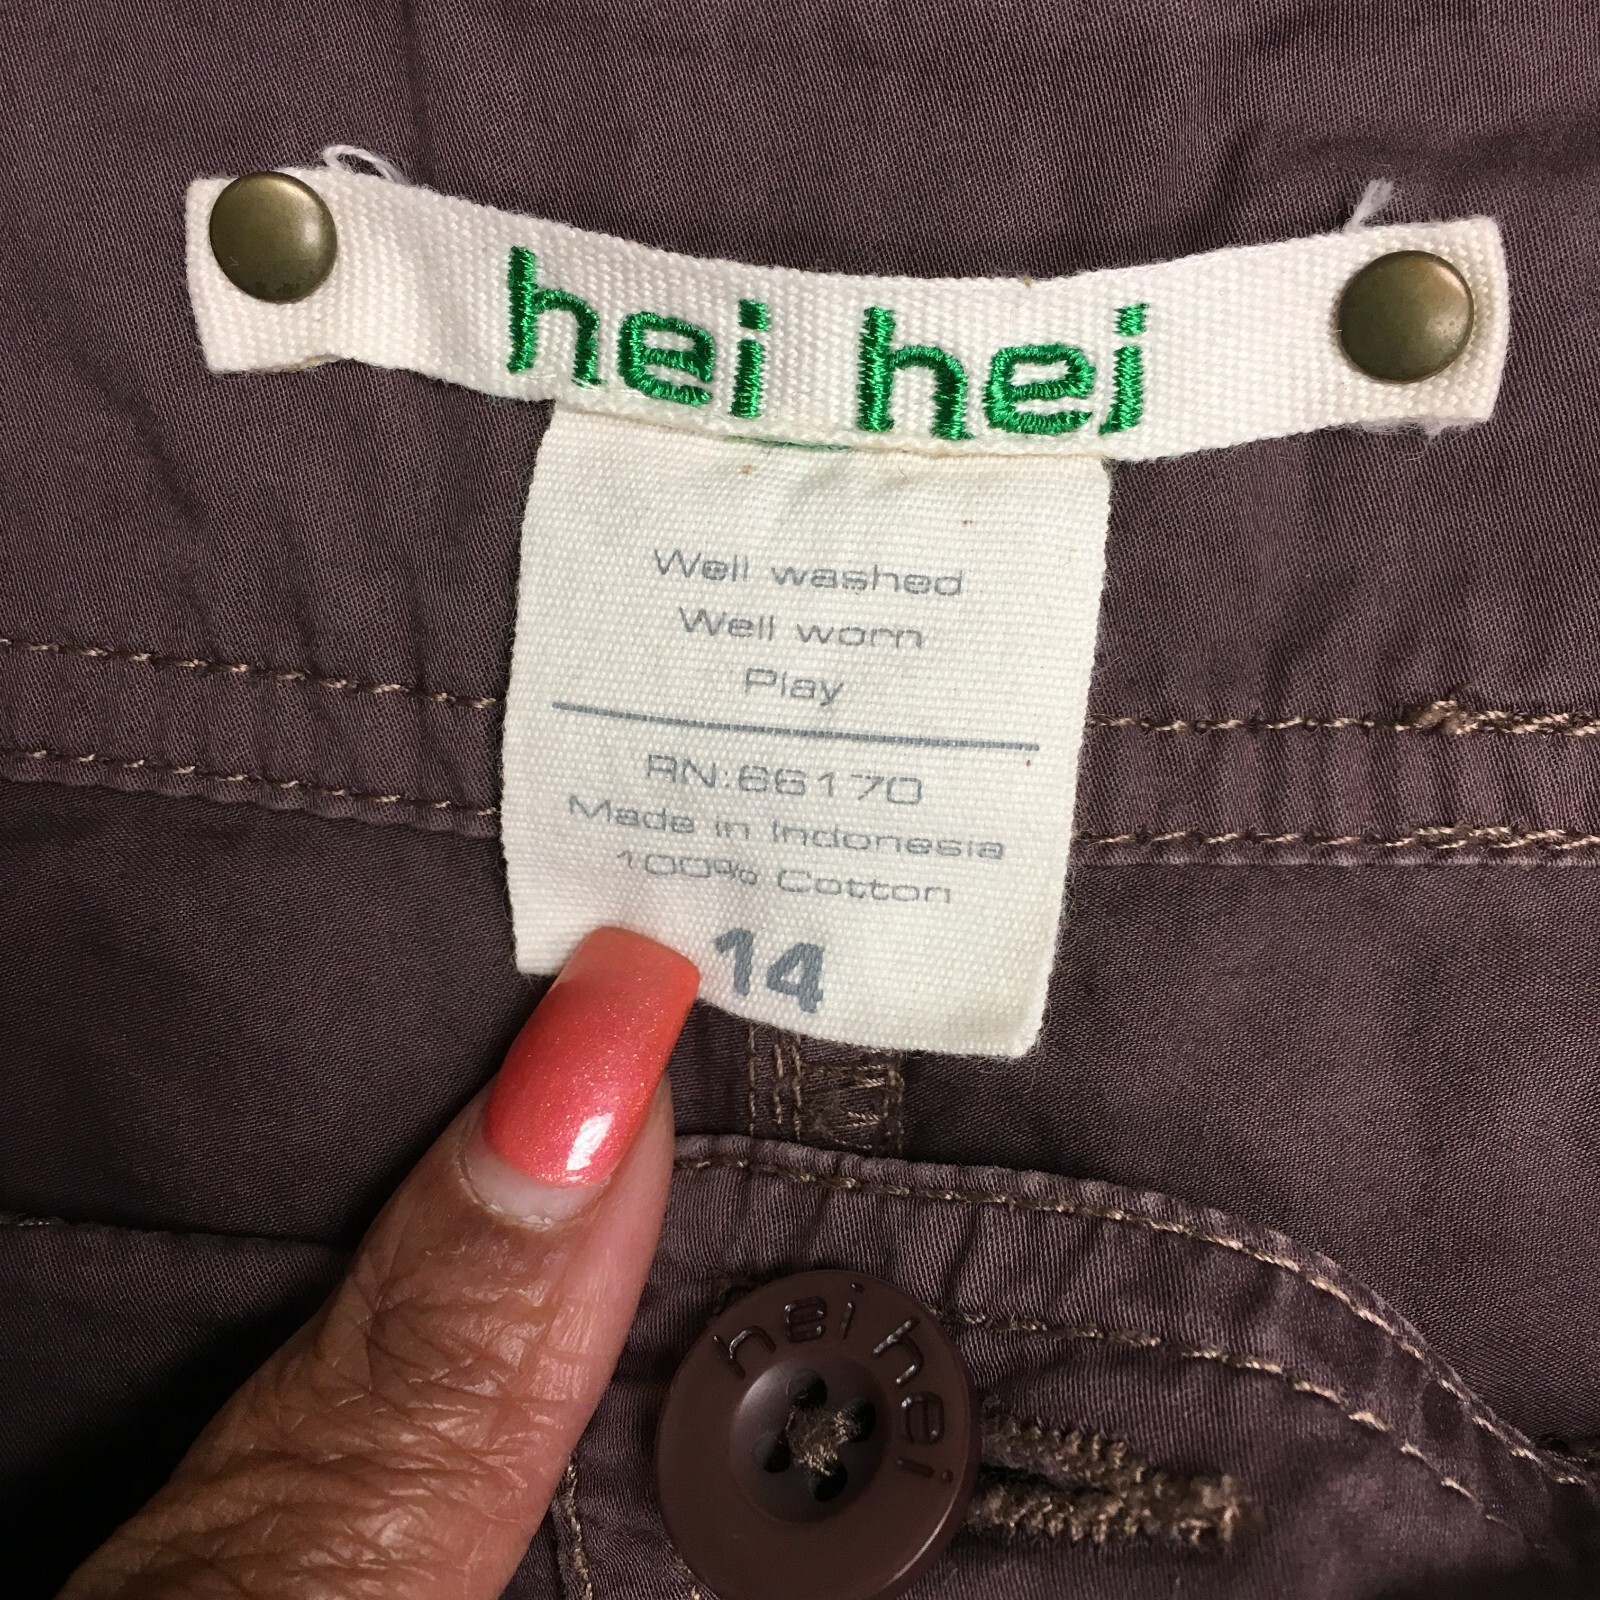 hei hei
Well washed
Well worn
Play
RN:66170
Made in Indonesia
100% Cotton
14
hei hei